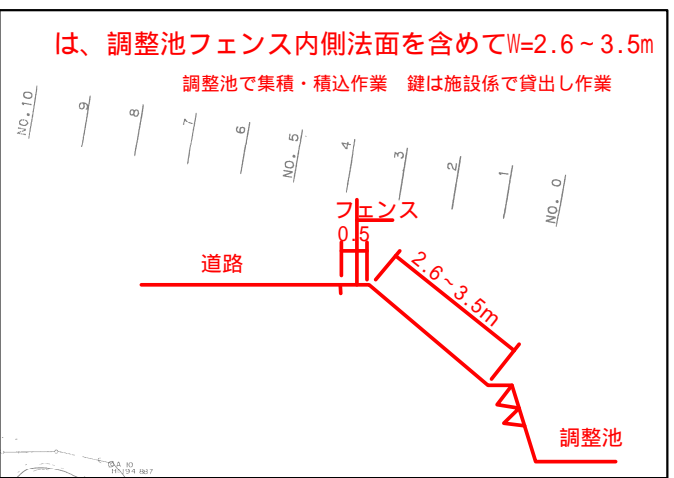 は、調整池フェンス内側法面を含めてW=2.6~3.5m
調整池で集積・積込作業　鍵は施設係で貸出し作業
NO.10
9
8
7
6
NO. 5
4
3
2
1
NO. 0
フェンス
0.5
道路
2.6~3.5m
調整池